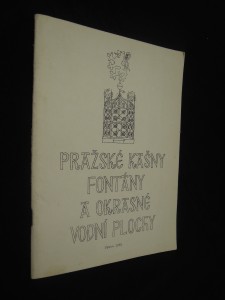 PRAŽSKÉ KAŠNY
FONTÁNY
A OKRASNÉ
VODNÍ PLOCHY